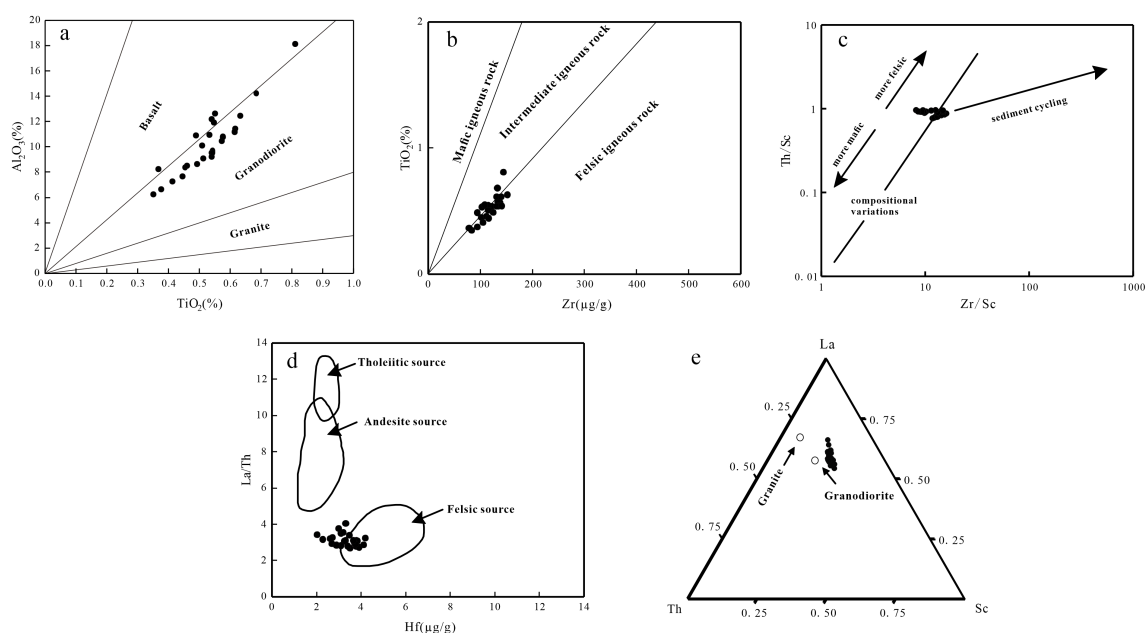 a
Al₂O₃(%)
20
18
16
14
12
10
8
6
4
2
0
Basalt
Granodiorite
Granite
0.0 0.1 0.2 0.3 0.4 0.5 0.6 0.7 0.8 0.9 1.0
TiO₂(%)
b
TiO₂(%)
2
1
0
Mafic igneous rock
Intermediate igneous rock
Felsic igneous rock
0 100 200 300 400 500 600
Zr(μg/g)
c
Th/Sc
10
1
0.1
0.01
more felsic
more mafic
sediment cycling
compositional
variations
1 10 100 1000
Zr/Sc
d
La/Th
14
12
10
8
6
4
2
0
Tholeiitic source
Andesite source
Felsic source
0 2 4 6 8 10 12 14
Hf(μg/g)
e
La
0.25
0.75
0.50
0.50
Granite
Granodiorite
0.75
0.25
Th
0.25 0.50 0.75
Sc